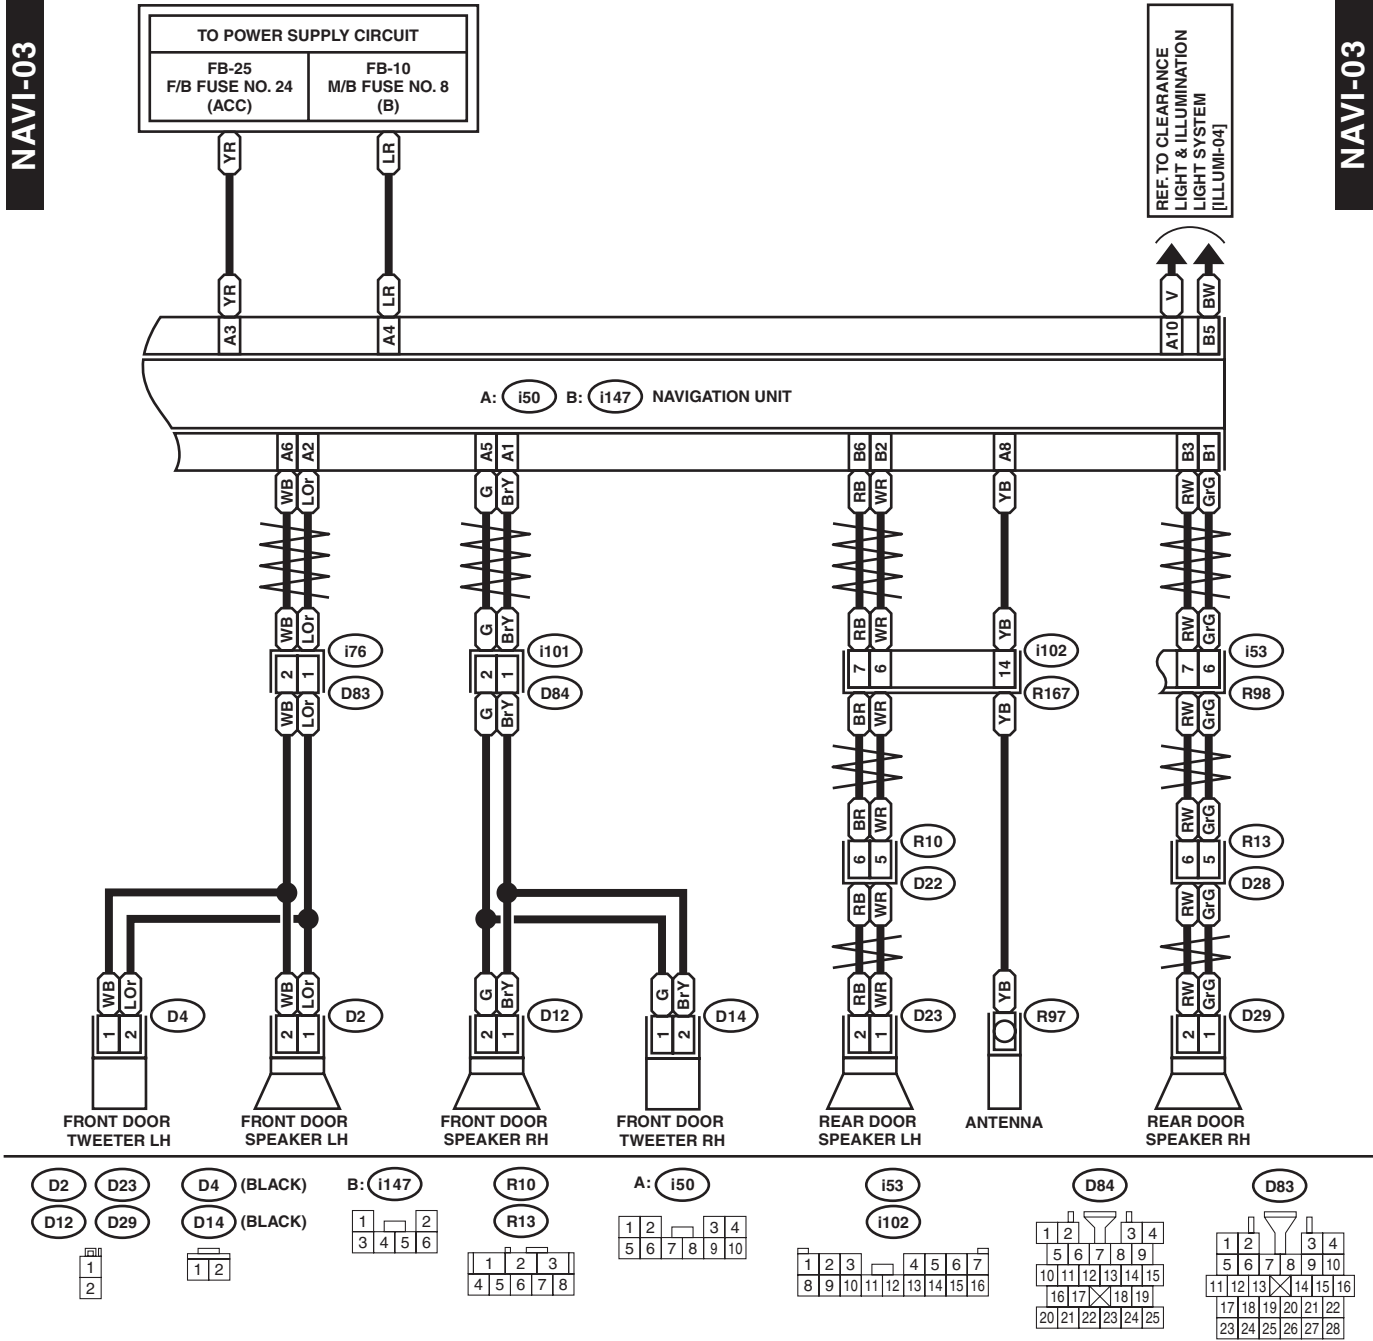 NAVI-03
NAVI-03
TO POWER SUPPLY CIRCUIT
FB-25
F/B FUSE NO. 24
(ACC)
FB-10
M/B FUSE NO. 8
(B)
REF. TO CLEARANCE
LIGHT & ILLUMINATION
LIGHT SYSTEM
[ILLUMI-04]
YR LR
YR LR V BW
A3 A4 A10 B5
A: i50 B: i147 NAVIGATION UNIT
A6 A2 A5 A1 B6 B2 A8 B3 B1
WB LOr G BrY RB WR YB RW GrG
WB LOr G BrY RB WR YB RW GrG
i76 i101 i102 i53
2 1 2 1 7 6 14 7 6
D83 D84 R167 R98
WB LOr G BrY BR WR YB RW GrG
BR WR RW GrG
R10 R13
6 5 6 5
D22 D28
RB WR RW GrG
WB LOr WB LOr G BrY G BrY RB WR YB RW GrG
D4 D2 D12 D14 D23 R97 D29
1 2 2 1 2 1 1 2 2 1 2 1
FRONT DOOR
TWEETER LH
FRONT DOOR
SPEAKER LH
FRONT DOOR
SPEAKER RH
FRONT DOOR
TWEETER RH
REAR DOOR
SPEAKER LH
ANTENNA
REAR DOOR
SPEAKER RH
D2 D23
D12 D29
1
2
D4 (BLACK)
D14 (BLACK)
1 2
B: i147
1 2
3 4 5 6
R10
R13
1 2 3
4 5 6 7 8
A: i50
1 2 3 4
5 6 7 8 9 10
i53
i102
1 2 3 4 5 6 7
8 9 10 11 12 13 14 15 16
D84
1 2 3 4
5 6 7 8 9
10 11 12 13 14 15
16 17 18 19
20 21 22 23 24 25
D83
1 2 3 4
5 6 7 8 9 10
11 12 13 14 15 16
17 18 19 20 21 22
23 24 25 26 27 28